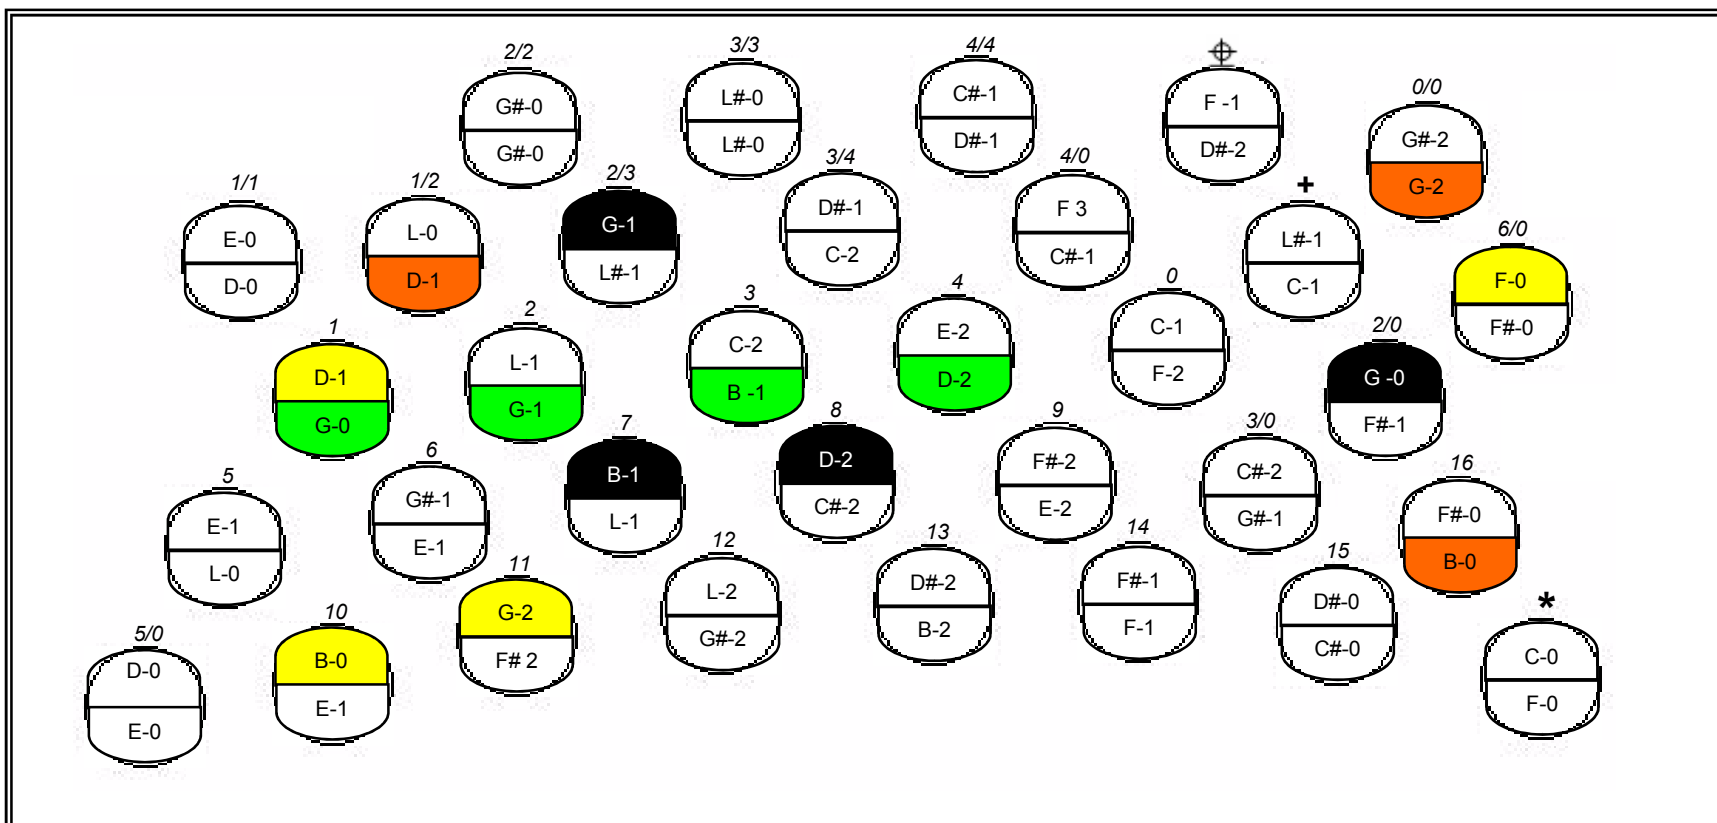 2/2
G#-0
G#-0
3/3
L#-0
L#-0
4/4
C#-1
D#-1
F -1
D#-2
0/0
G#-2
G-2
1/1
E-0
D-0
1/2
L-0
D-1
2/3
G-1
L#-1
3/4
D#-1
C-2
4/0
F 3
C#-1
+
L#-1
C-1
6/0
F-0
F#-0
1
D-1
G-0
2
L-1
G-1
3
C-2
B -1
4
E-2
D-2
0
C-1
F-2
2/0
G -0
F#-1
5
E-1
L-0
6
G#-1
E-1
7
B-1
L-1
8
D-2
C#-2
9
F#-2
E-2
3/0
C#-2
G#-1
16
F#-0
B-0
5/0
D-0
E-0
10
B-0
E-1
11
G-2
F# 2
12
L-2
G#-2
13
D#-2
B-2
14
F#-1
F-1
15
D#-0
C#-0
*
C-0
F-0